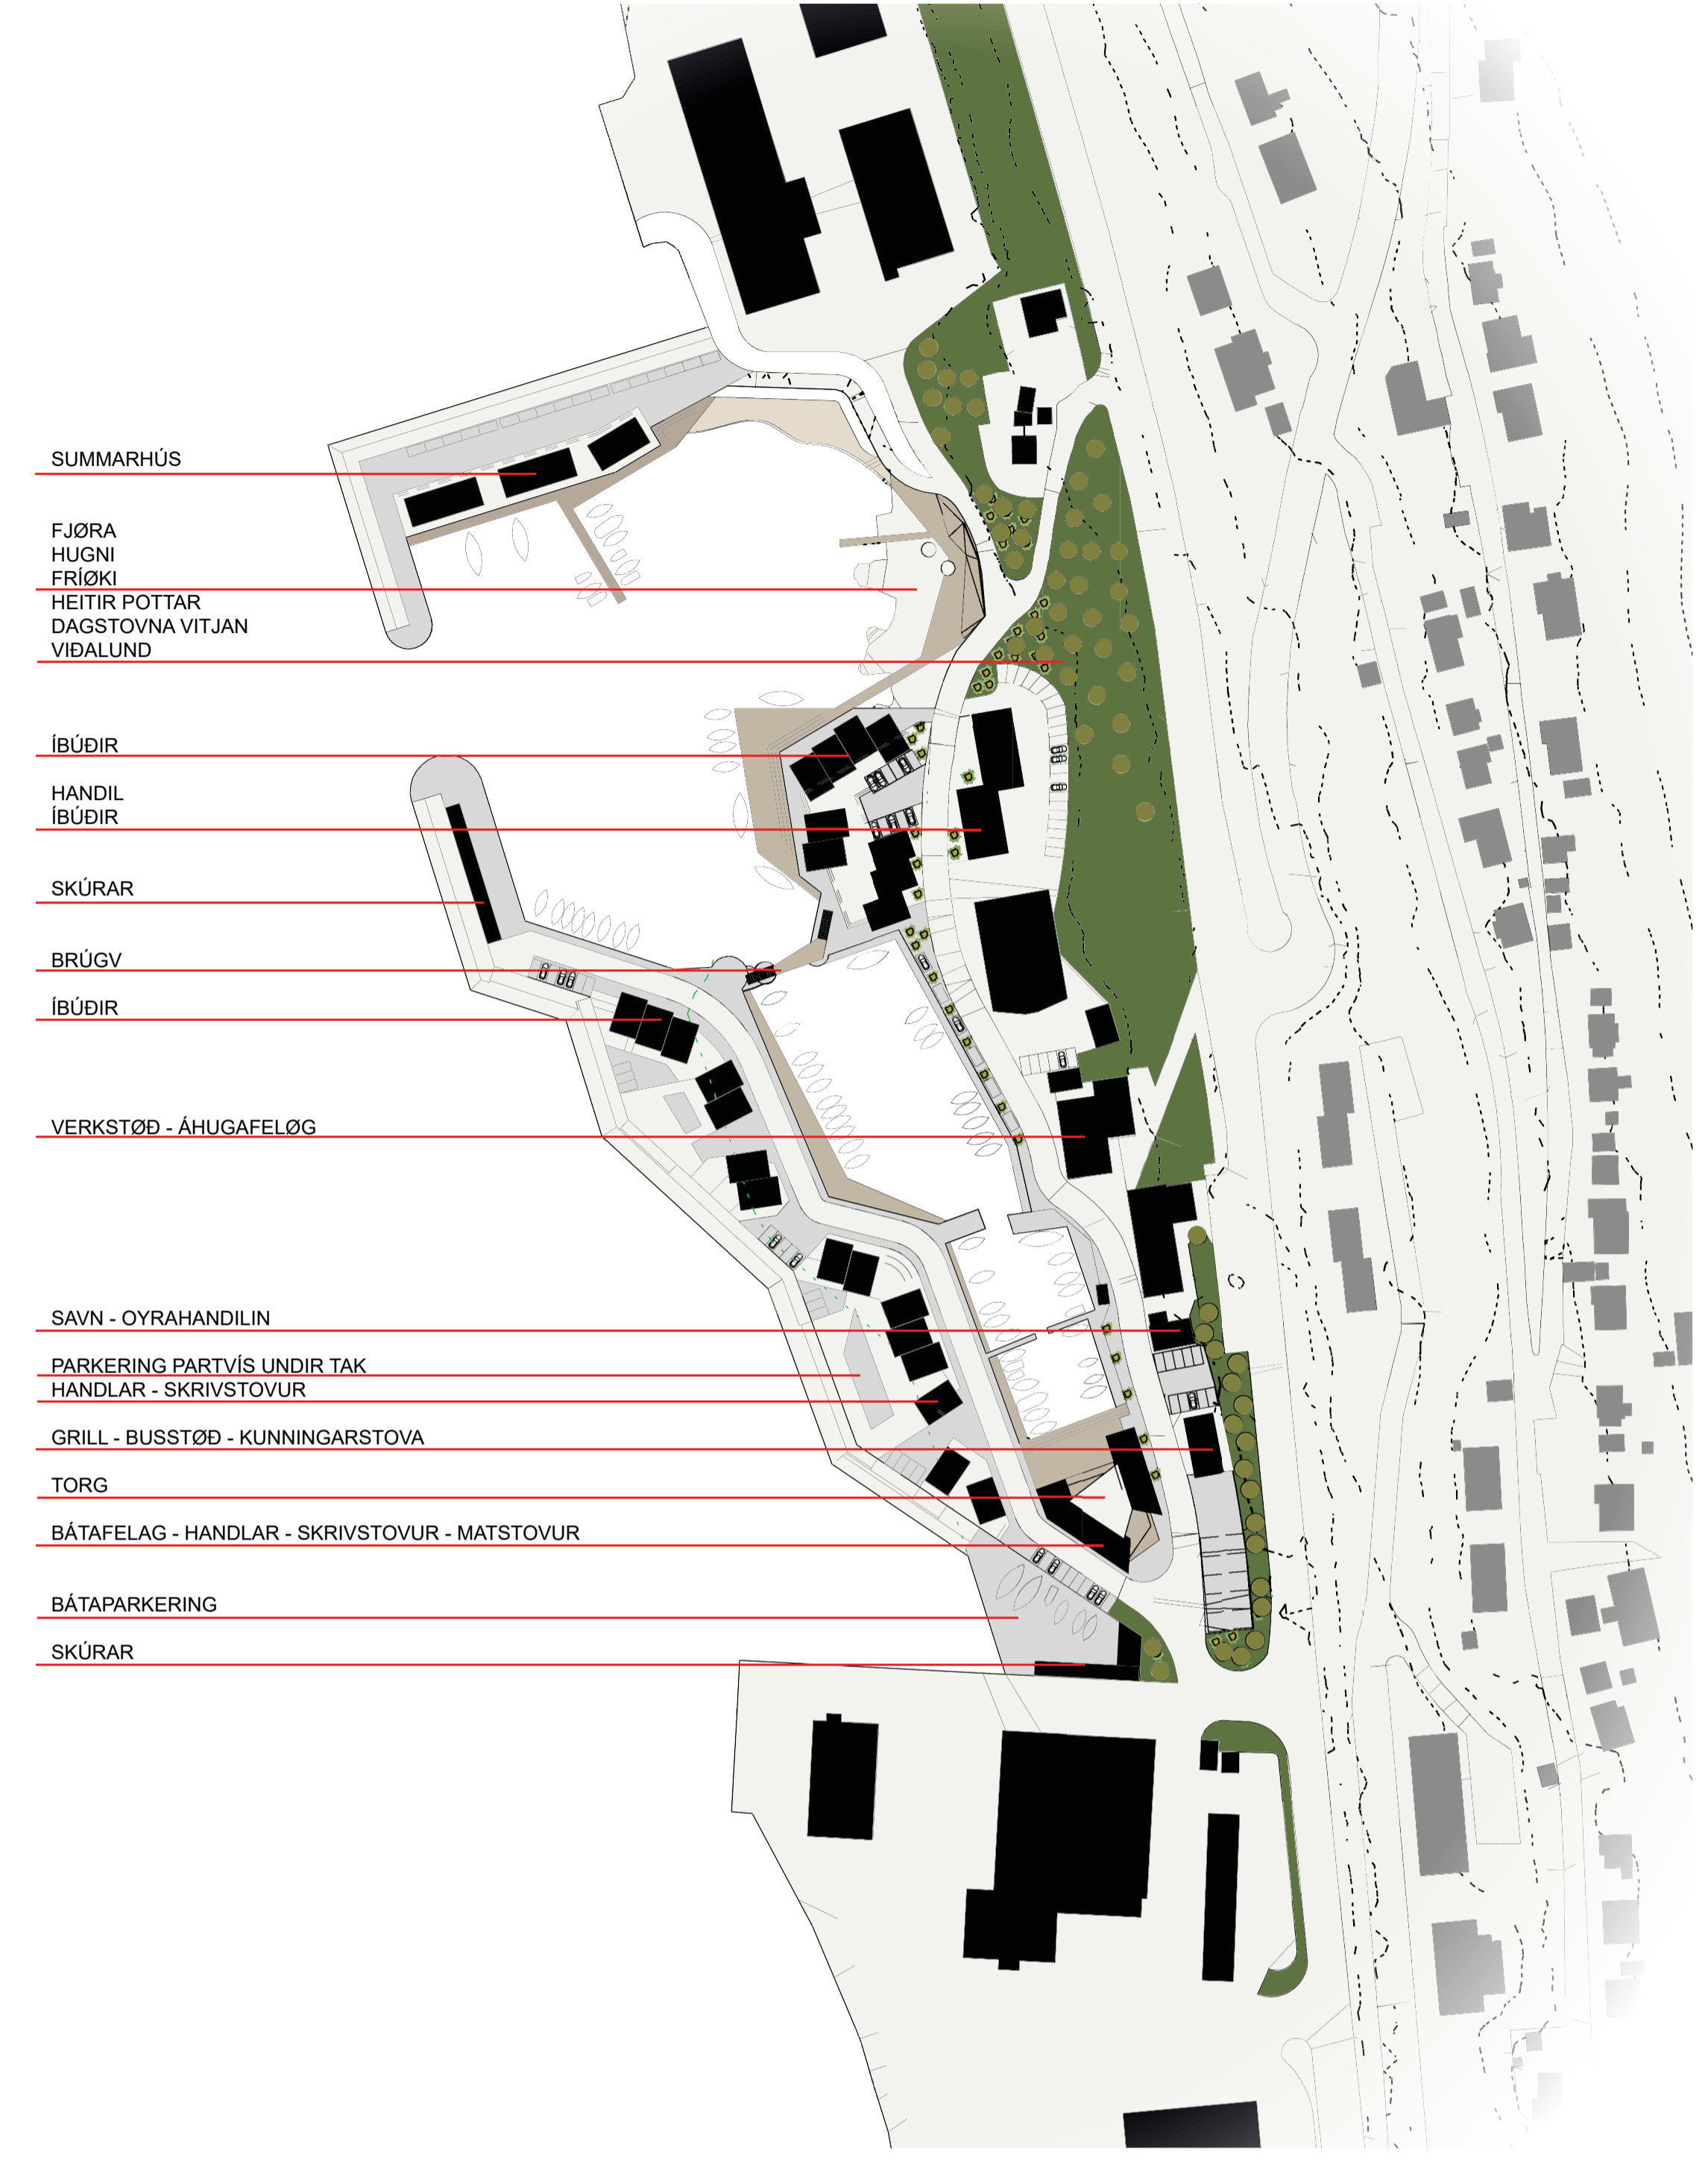 SUMMARHÚS
FJØRA
HUGNI
FRÍØKI
HEITIR POTTAR
DAGSTOVNA VITJAN
VIÐALUND
ÍBÚÐIR
HANDIL
ÍBÚÐIR
SKÚRAR
BRÚGV
ÍBÚÐIR
VERKSTØÐ - ÁHUGAFELØG
SAVN - OYRAHANDILIN
PARKERING PARTVÍS UNDIR TAK
HANDLAR - SKRIVSTOVUR
GRILL - BUSSTØÐ - KUNNINGARSTOVA
TORG
BÁTAFELAG - HANDLAR - SKRIVSTOVUR - MATSTOVUR
BÁTAPARKERING
SKÚRAR